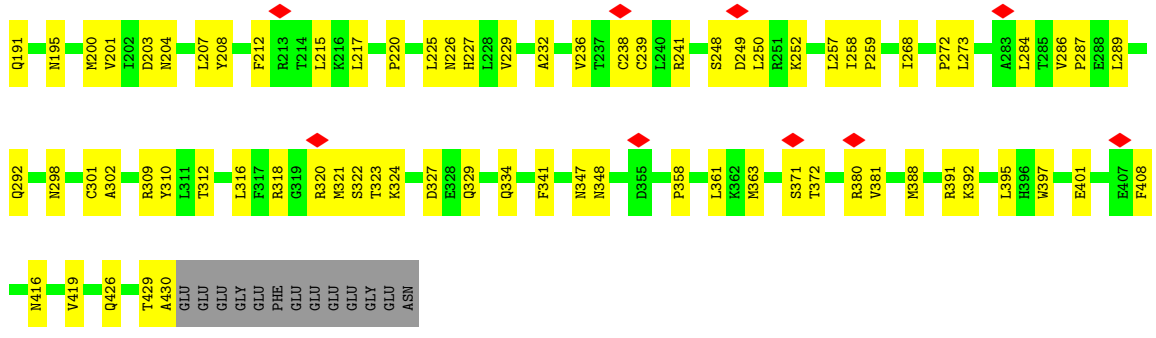 Q191 N195 M200 V201 I202 D203 N204 L207 Y208 F212 R213 T214 L215 K216 L217 P220 L225 N226 H227 L228 V229 A232 V236 T237 C238 C239 L240 R241 S248 D249 L250 R251 K252 L257 I258 P259 I268 P272 L273 A283 L284 T285 V286 P287 E288 L289
Q292 N298 C301 A302 R309 Y310 L311 T312 L316 F317 R318 G319 R320 M321 S322 T323 K324 D327 E328 Q329 Q334 F341 N347 N348 D355 P358 L361 K362 M363 S371 T372 R380 V381 M388 R391 K392 L395 H396 W397 E401 E407 F408
N416 V419 Q426 T429 A430 GLU GLU GLU GLY GLU PHE GLU GLU GLU GLU GLY GLU ASN